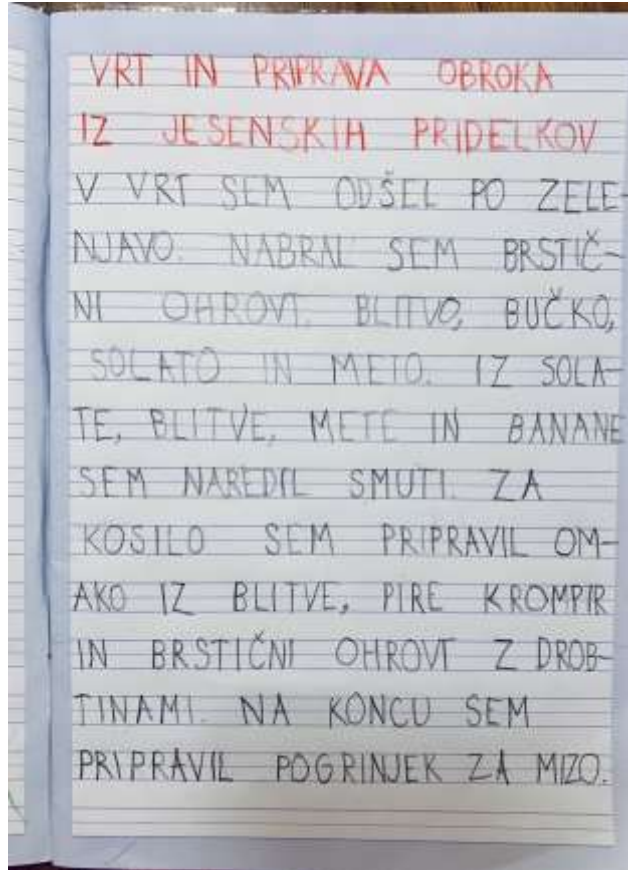 VRT IN PRIPRAVA OBROKA
IZ JESENSKIH PRIDELKOV
V VRT SEM ODŠEL PO ZELE-
NJAVO. NABRAL SEM BRSTIČ-
NI OHROVT, BLITVO, BUČKO,
SOLATO IN METO. IZ SOLA-
TE, BLITVE, METE IN BANANE
SEM NAREDIL SMUTI. ZA
KOSILO SEM PRIPRAVIL OM-
AKO IZ BLITVE, PIRE KROMPIR
IN BRSTIČNI OHROVT Z DROB-
TINAMI. NA KONCU SEM
PRIPRAVIL POGRINJEK ZA MIZO.